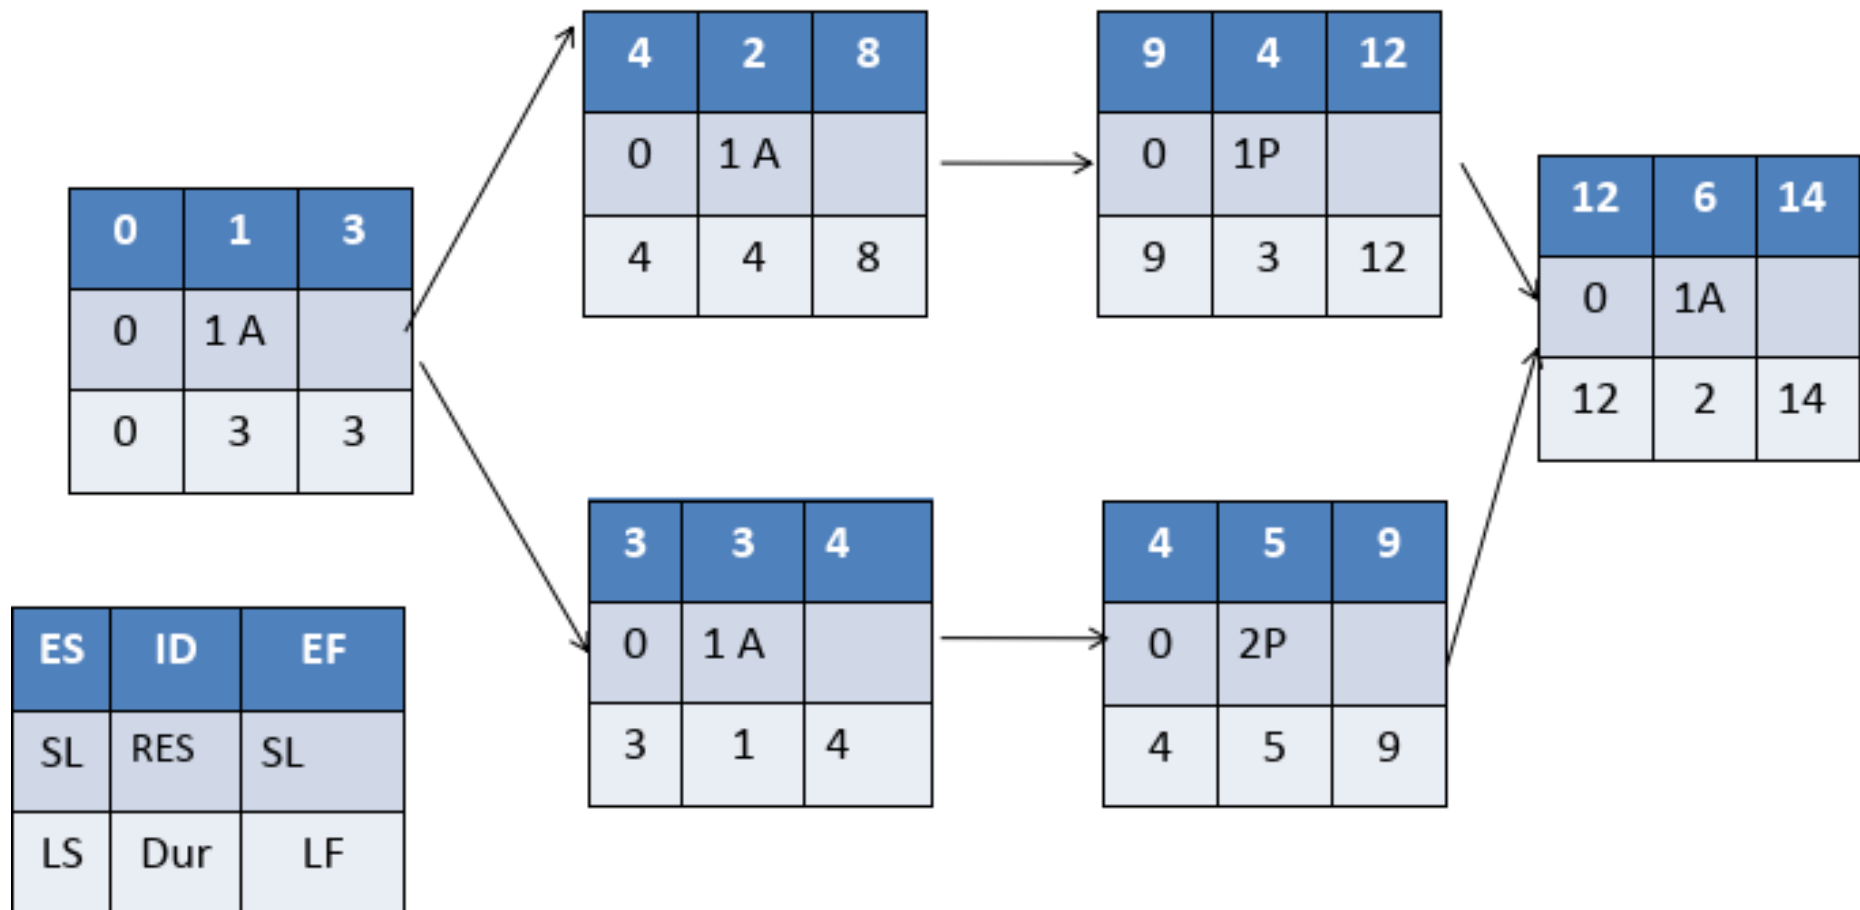 0 1 3
0 1 A
0 3 3
4 2 8
0 1 A
4 4 8
9 4 12
0 1P
9 3 12
12 6 14
0 1A
12 2 14
3 3 4
0 1 A
3 1 4
4 5 9
0 2P
4 5 9
ES ID EF
SL RES SL
LS Dur LF